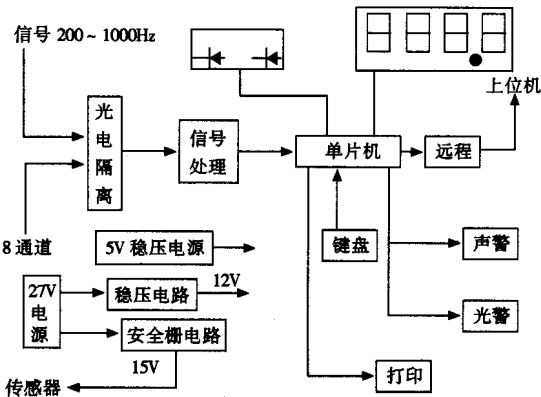 信号 200～1000Hz
上位机
光电隔离
信号处理
单片机
远程
8通道
5V 稳压电源
键盘
声警
27V电源
稳压电路
12V
光警
安全栅电路
15V
传感器
打印